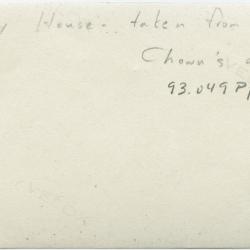 y House - taken from
Chown's
93.049 P